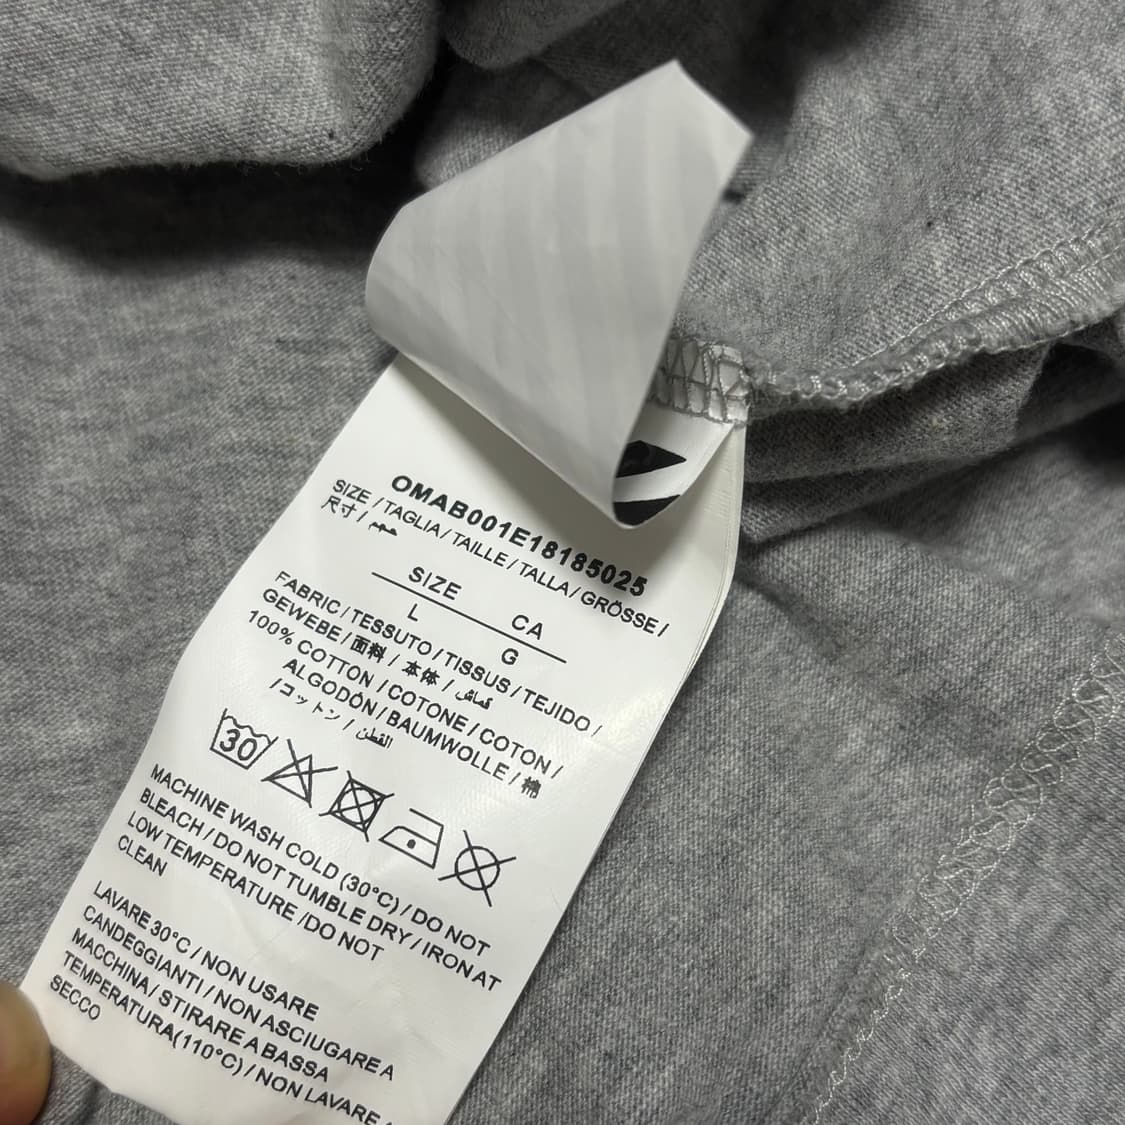 OMAB001E18185025
SIZE / TAGLIA / TAILLE / TALLA / GRÖSSE /
尺寸 / حجم
SIZE CA
L G
FABRIC / TESSUTO / TISSUS / TEJIDO /
GEWEBE / 面料 / 本体 / قماش
100% COTTON / COTONE / COTON /
ALGODÓN / BAUMWOLLE / 棉
/ コットン / القطن
30
MACHINE WASH COLD (30°C) / DO NOT
BLEACH / DO NOT TUMBLE DRY / IRON AT
LOW TEMPERATURE / DO NOT
CLEAN
LAVARE 30°C / NON USARE
CANDEGGIANTI / NON ASCIUGARE A
MACCHINA / STIRARE A BASSA
TEMPERATURA (110°C) / NON LAVARE A
SECCO